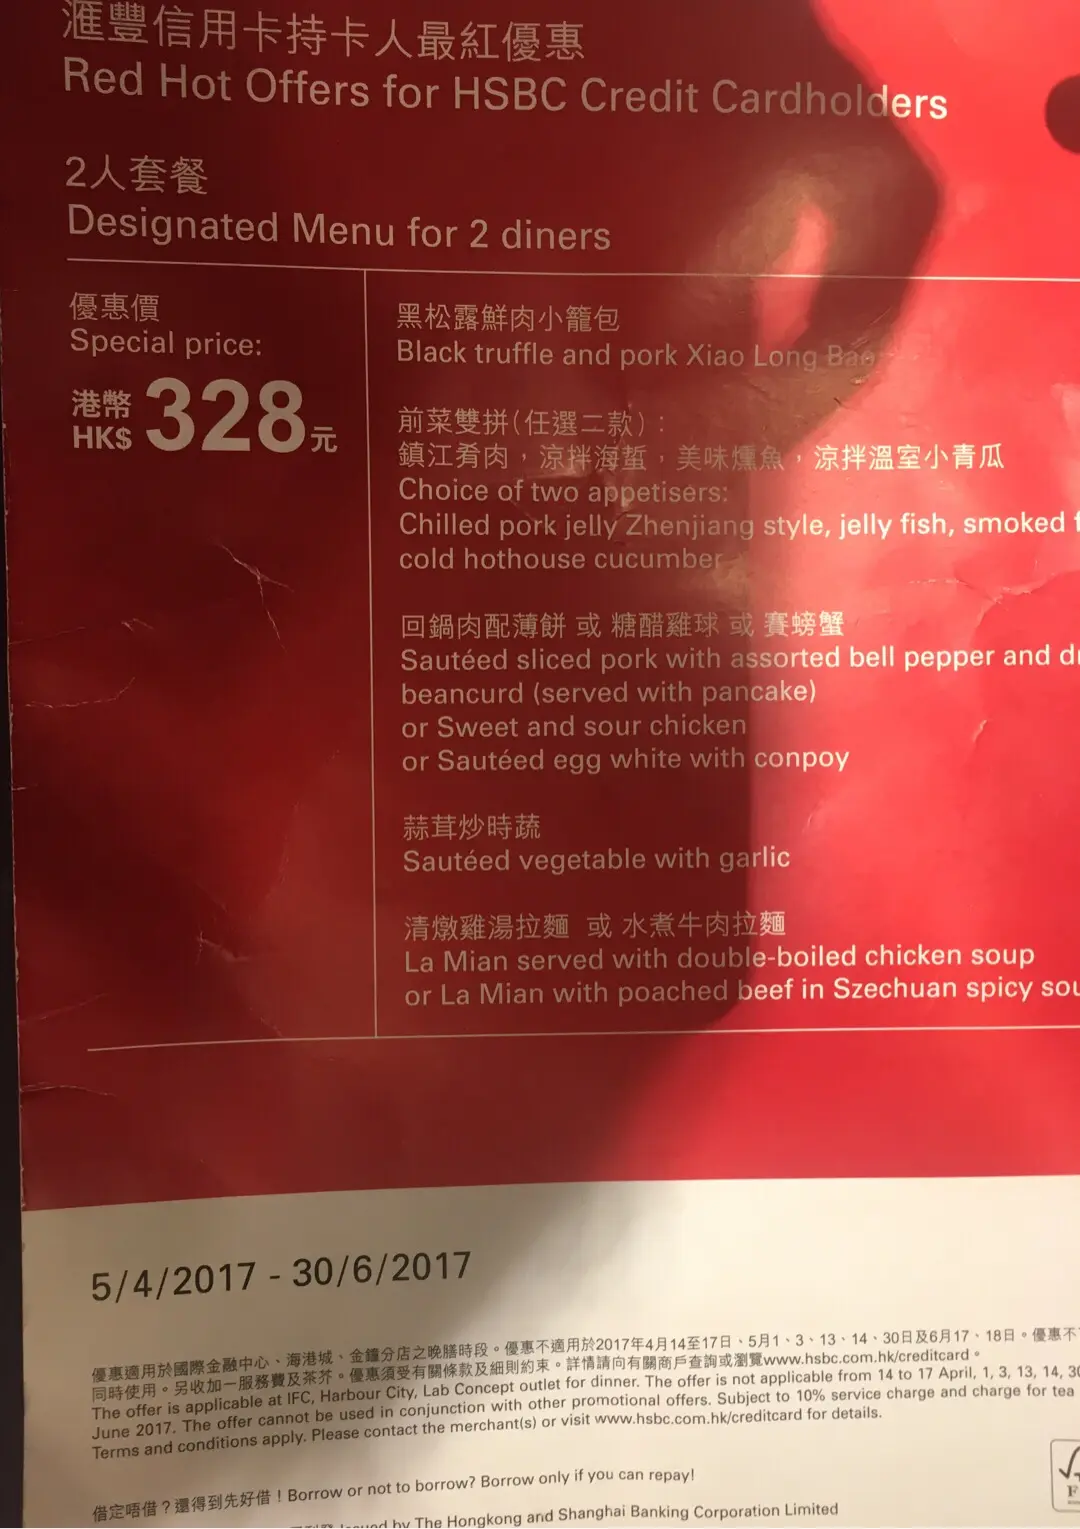 滙豐信用卡持卡人最紅優惠
Red Hot Offers for HSBC Credit Cardholders
2人套餐
Designated Menu for 2 diners
優惠價
Special price:
港幣
HK$ 328元
黑松露鮮肉小籠包
Black truffle and pork Xiao Long Bao
前菜雙拼(任選二款)：
鎮江肴肉，涼拌海蜇，美味燻魚，涼拌溫室小青瓜
Choice of two appetisers:
Chilled pork jelly Zhenjiang style, jelly fish, smoked
cold hothouse cucumber
回鍋肉配薄餅 或 糖醋雞球 或 賽螃蟹
Sautéed sliced pork with assorted bell pepper and
beancurd (served with pancake)
or Sweet and sour chicken
or Sautéed egg white with conpoy
蒜茸炒時蔬
Sautéed vegetable with garlic
清燉雞湯拉麵 或 水煮牛肉拉麵
La Mian served with double-boiled chicken soup
or La Mian with poached beef in Szechuan spicy
5/4/2017 - 30/6/2017
優惠適用於國際金融中心、海港城、金鐘分店之晚膳時段。優惠不適用於2017年4月14至17日、5月1、3、13、14、30日及6月17、18日。優惠不
同時使用。另收加一服務費及茶芥。優惠須受有關條款及細則約束。詳情請向有關商戶查詢或瀏覽www.hsbc.com.hk/creditcard。
The offer is applicable at IFC, Harbour City, Lab Concept outlet for dinner. The offer is not applicable from 14 to 17 April, 1, 3, 13, 14, 30
June 2017. The offer cannot be used in conjunction with other promotional offers. Subject to 10% service charge and charge for tea
Terms and conditions apply. Please contact the merchant(s) or visit www.hsbc.com.hk/creditcard for details.
借定唔借？還得到先好借！Borrow or not to borrow? Borrow only if you can repay!
Issued by The Hongkong and Shanghai Banking Corporation Limited